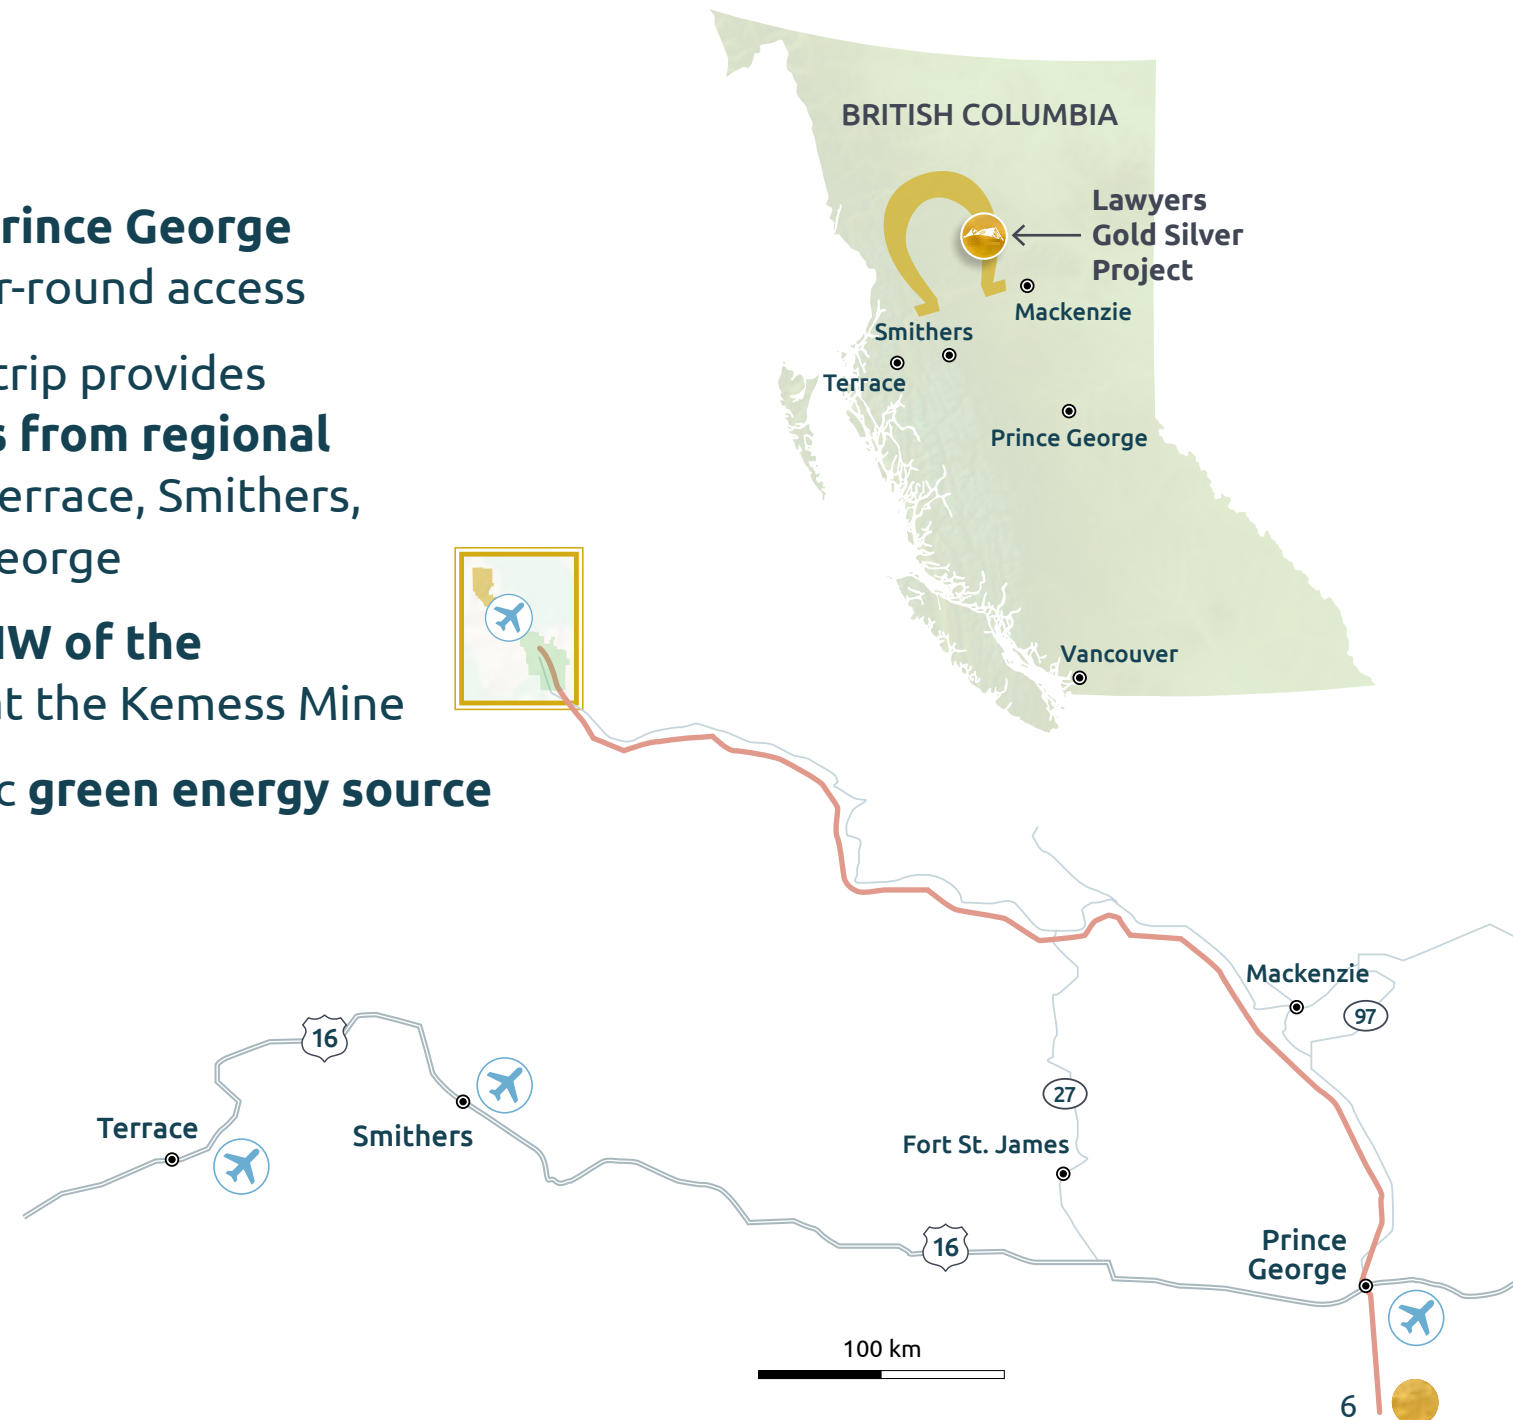 rince George
r-round access
trip provides
s from regional
errace, Smithers,
eorge
of the
at the Kemess Mine
c green energy source
BRITISH COLUMBIA
Lawyers
Gold Silver
Project
Mackenzie
Smithers
Terrace
Prince George
Vancouver
Mackenzie
97
16
27
Terrace
Smithers
Fort St. James
16
Prince
George
100 km
6